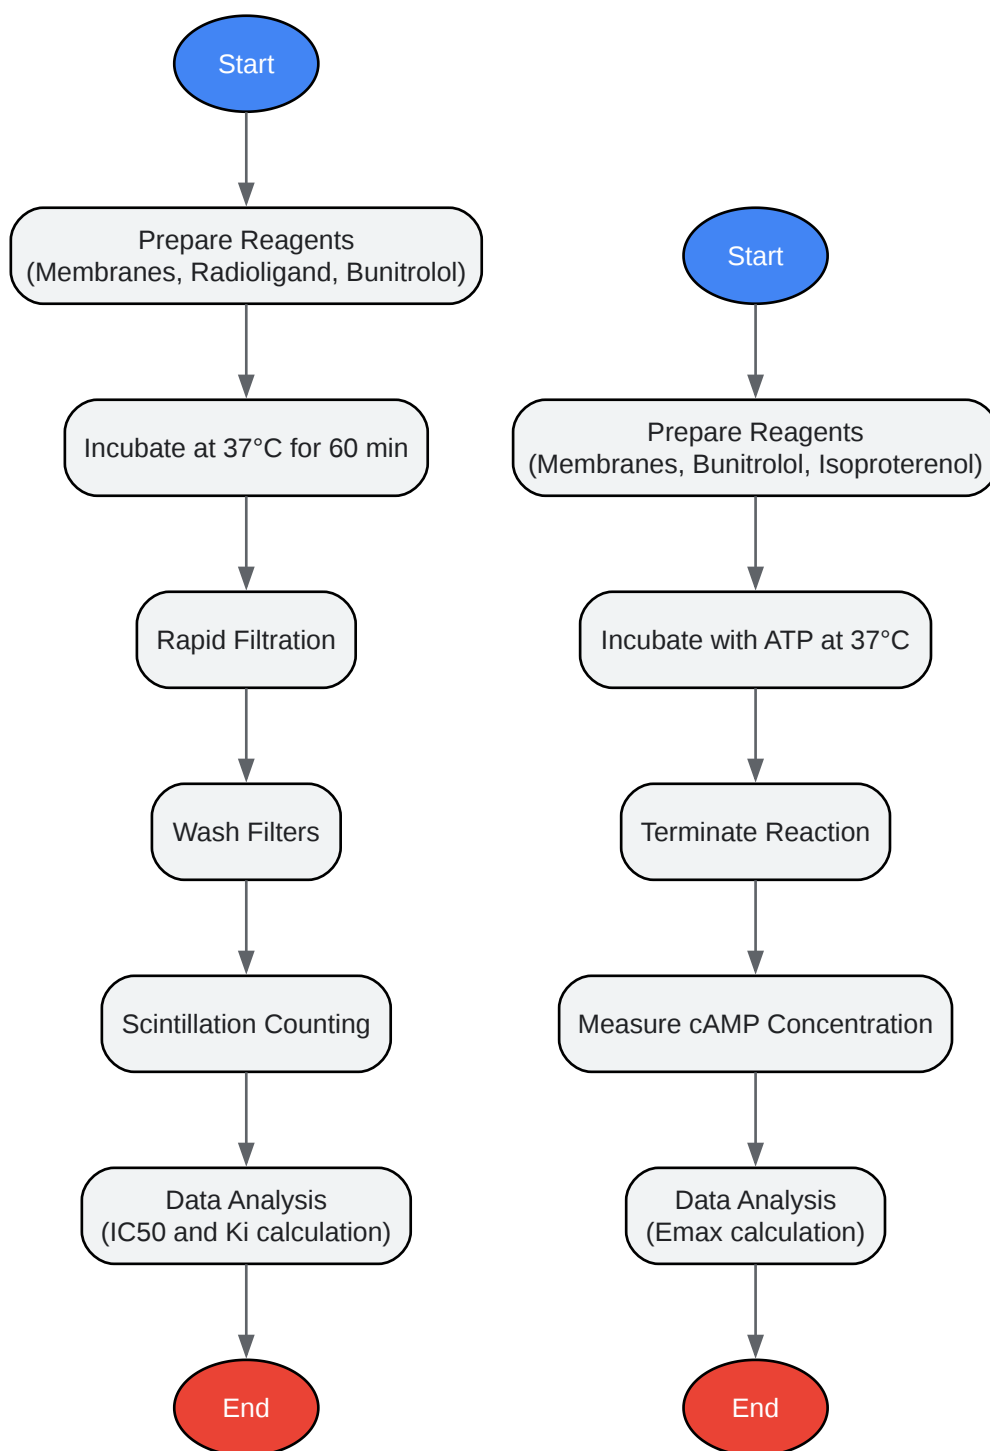 Start
Prepare Reagents
(Membranes, Radioligand, Bunitrolol)
Incubate at 37°C for 60 min
Rapid Filtration
Wash Filters
Scintillation Counting
Data Analysis
(IC50 and Ki calculation)
End
Start
Prepare Reagents
(Membranes, Bunitrolol, Isoproterenol)
Incubate with ATP at 37°C
Terminate Reaction
Measure cAMP Concentration
Data Analysis
(Emax calculation)
End